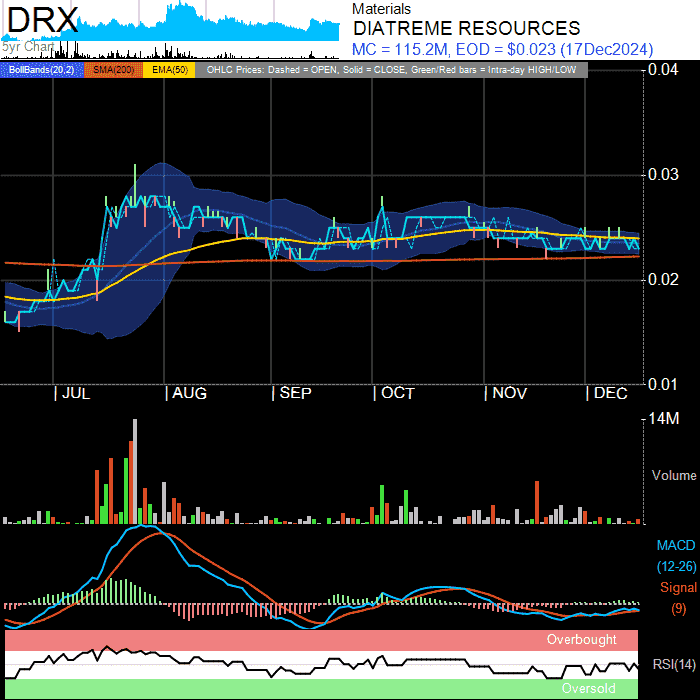 DRX
5yr Chart
Materials
DIATREME RESOURCES
MC = 115.2M, EOD = $0.023 (17Dec2024)
BollBands(20,2) SMA(200) EMA(50) OHLC Prices: Dashed = OPEN, Solid = CLOSE, Green/Red bars = Intra-day HIGH/LOW
0.04
0.03
0.02
0.01
| JUL | AUG | SEP | OCT | NOV | DEC
14M
Volume
MACD
(12-26)
Signal
(9)
Overbought
RSI(14)
Oversold